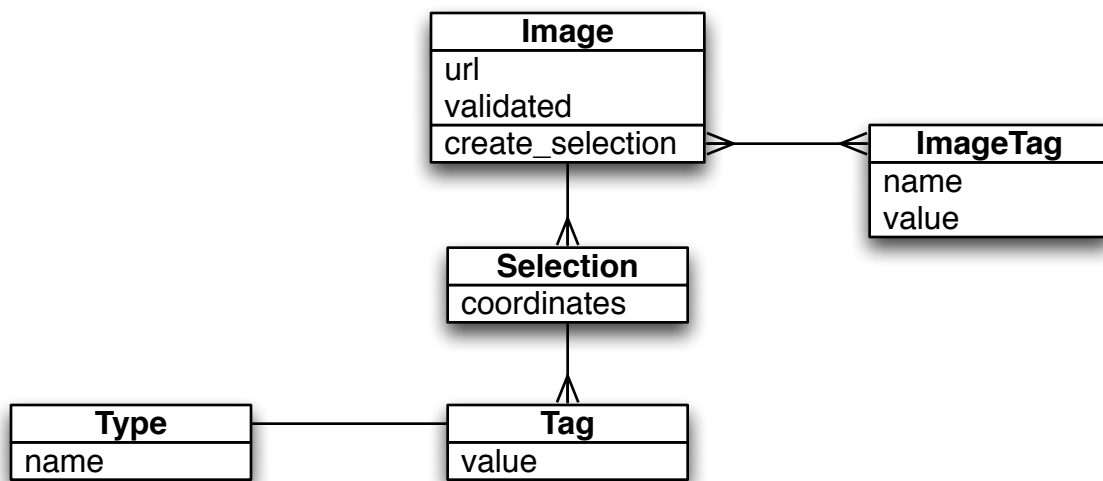 Image
url
validated
create_selection
ImageTag
name
value
Selection
coordinates
Type
name
Tag
value